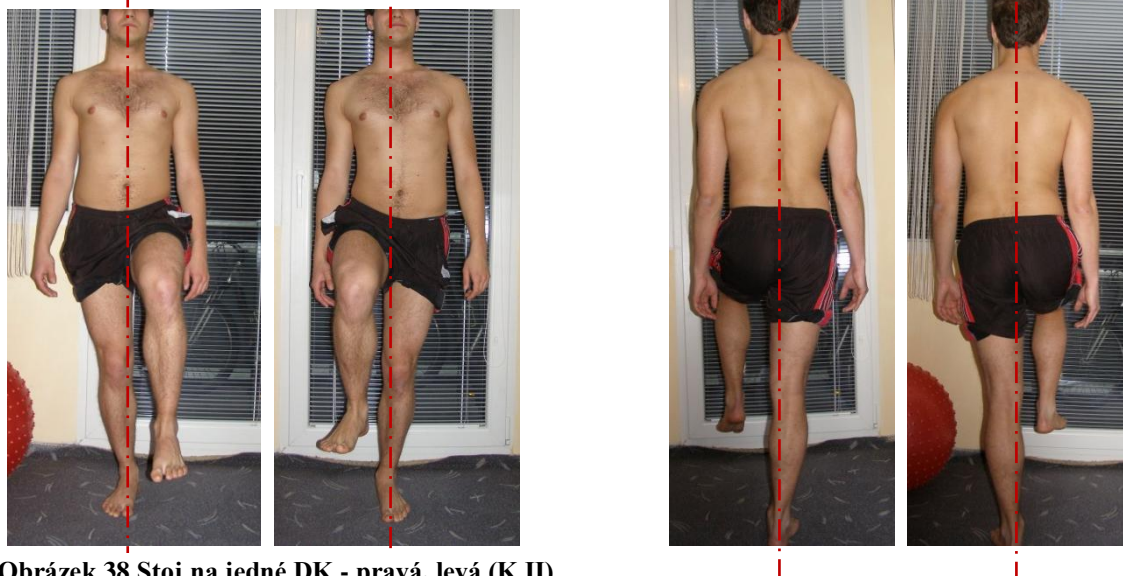 Obrázek 38 Stoj na jedné DK - pravá, levá (K II)